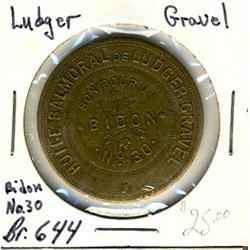 Ludger Gravel
HUILE BALMORAL DE LUDGER GRAVEL
BON POUR UN
BIDON
No. 30
Bidon
No. 30
Br. 644
$25.00